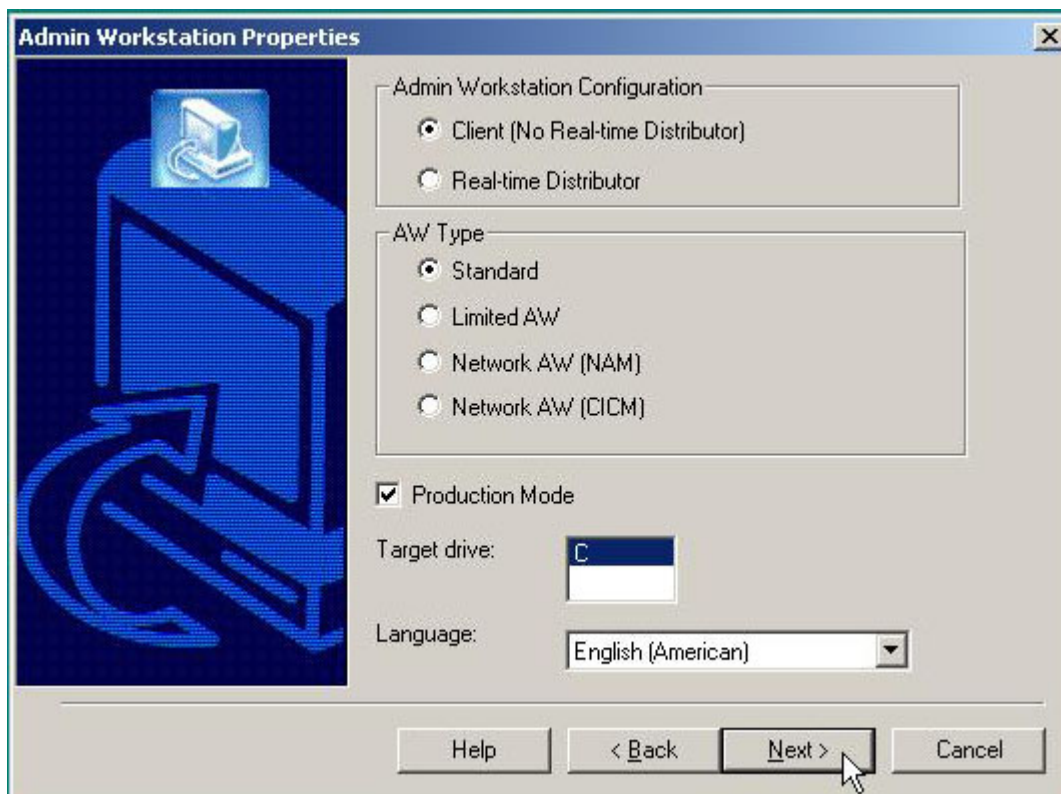 Admin Workstation Properties
Admin Workstation Configuration
Client (No Real-time Distributor)
Real-time Distributor
AW Type
Standard
Limited AW
Network AW (NAM)
Network AW (CICM)
Production Mode
Target drive:
C
Language:
English (American)
Help
< Back
Next >
Cancel